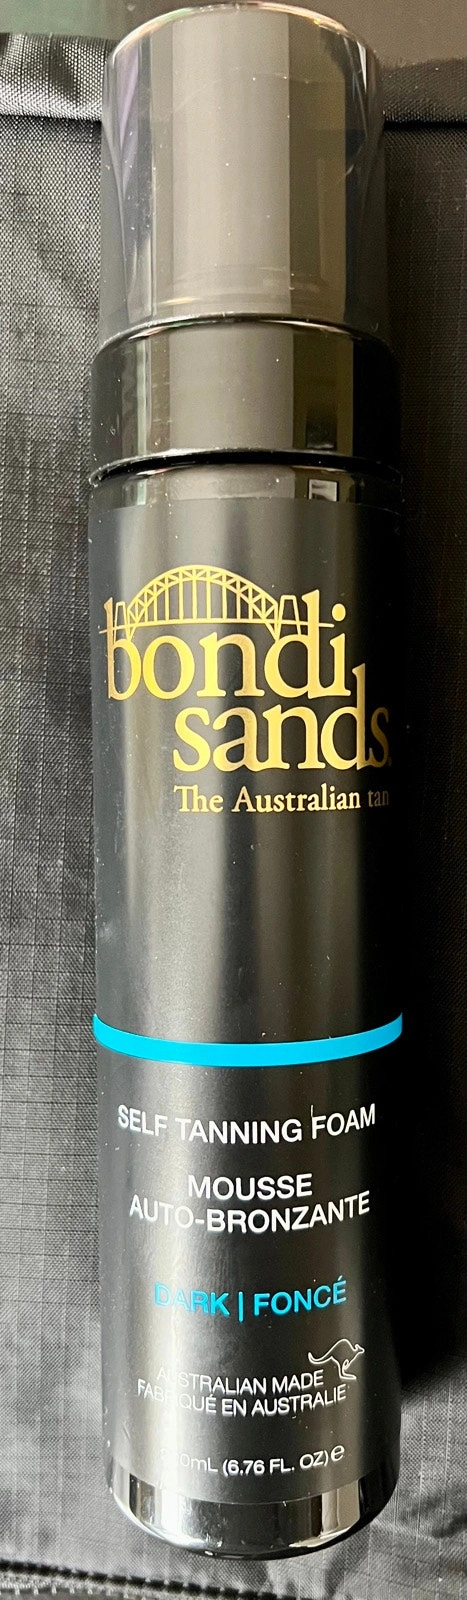 bondi
sands
The Australian tan
SELF TANNING FOAM
MOUSSE
AUTO-BRONZANTE
DARK | FONCÉ
AUSTRALIAN MADE
FABRIQUÉ EN AUSTRALIE
200mL (6.76 FL. OZ) ℮